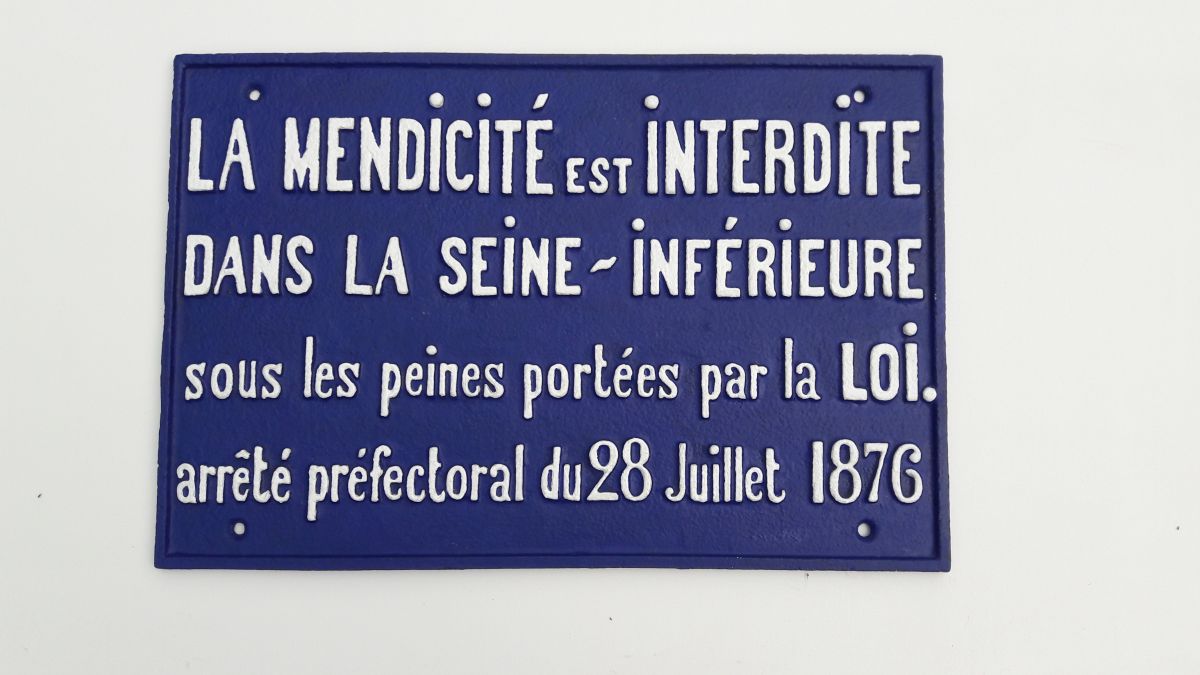 LA MENDICITÉ EST INTERDITE
DANS LA SEINE-INFÉRIEURE
sous les peines portées par la LOI.
arrêté préfectoral du 28 Juillet 1876